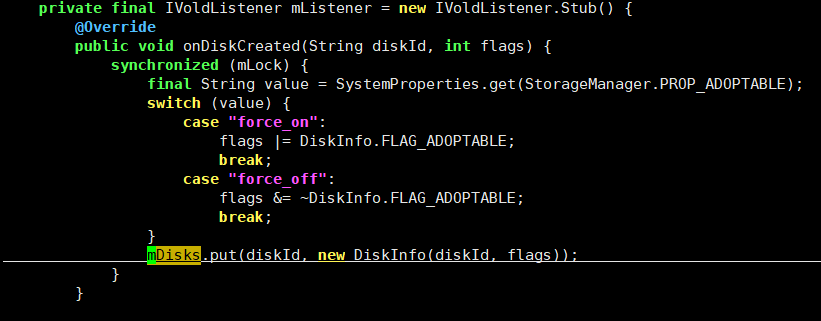 private final IVoldListener mListener = new IVoldListener.Stub() {
@Override
public void onDiskCreated(String diskId, int flags) {
synchronized (mLock) {
final String value = SystemProperties.get(StorageManager.PROP_ADOPTABLE);
switch (value) {
case "force_on":
flags |= DiskInfo.FLAG_ADOPTABLE;
break;
case "force_off":
flags &= ~DiskInfo.FLAG_ADOPTABLE;
break;
}
mDisks.put(diskId, new DiskInfo(diskId, flags));
}
}